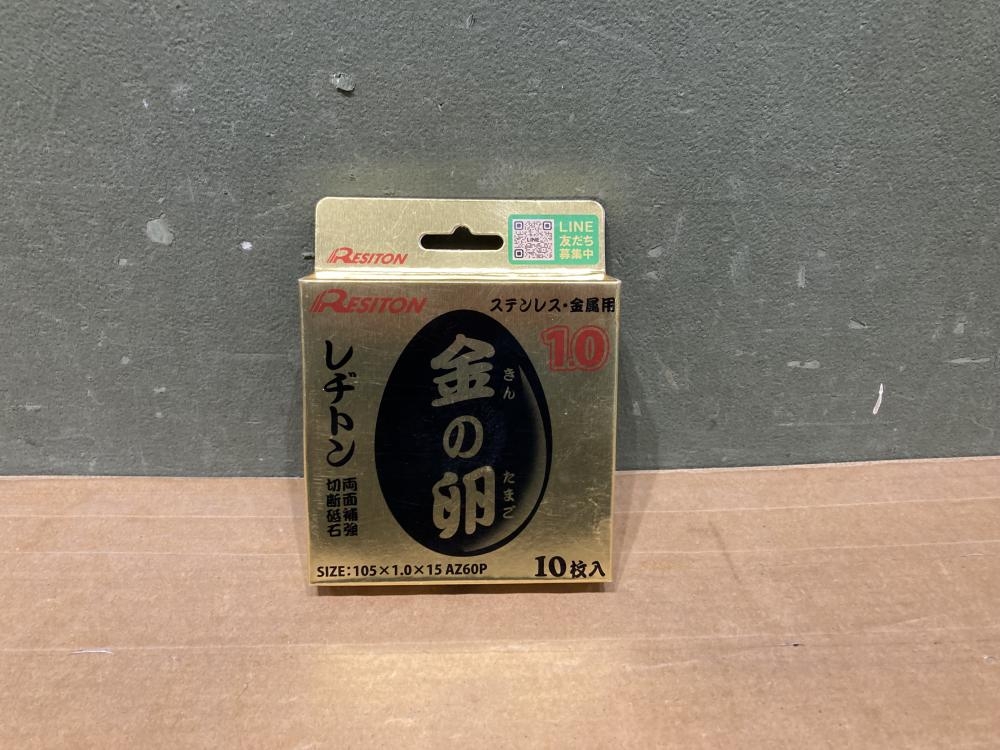 RESITON
LINE
LINE
友だち
募集中
RESITON
ステンレス・金属用
1.0
レヂトン
両面補強
切断砥石
金の卵
きん
たまご
SIZE:105×1.0×15 AZ60P
10枚入